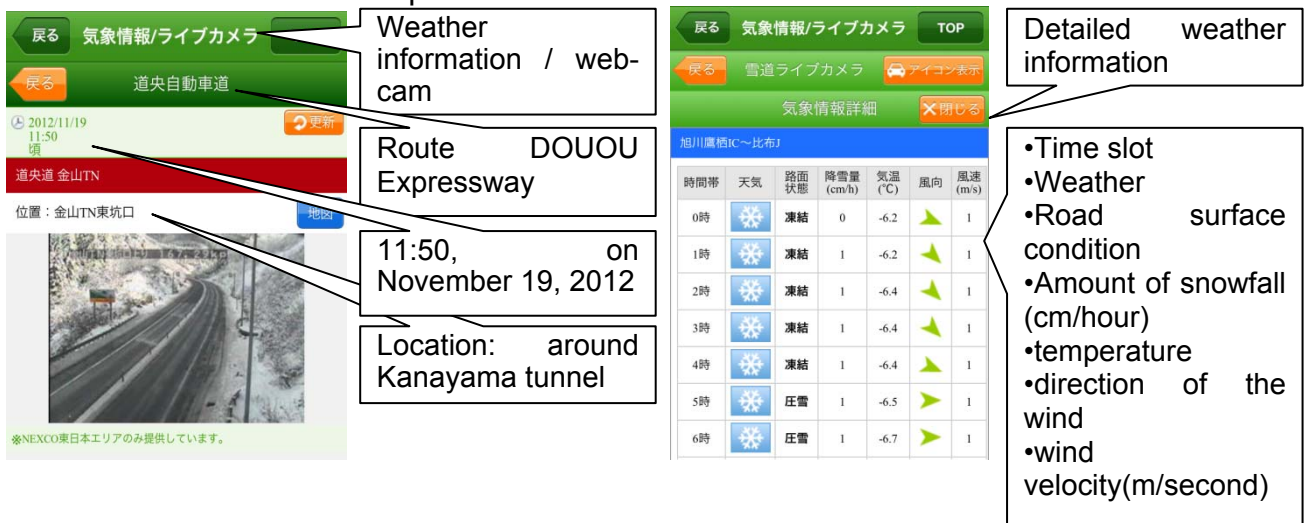 戻る 気象情報/ライブカメラ
戻る 道央自動車道
2012/11/19
11:50
頃
更新
道央道 金山TN
位置：金山TN東坑口
地図
※NEXCO東日本エリアのみ提供しています。
Weather
information / web-
cam
Route DOUOU
Expressway
11:50, on
November 19, 2012
Location: around
Kanayama tunnel
戻る 気象情報/ライブカメラ TOP
戻る 雪道ライブカメラ アイコン表示
気象情報詳細 ×閉じる
旭川鷹栖IC～比布J
時間帯 天気 路面状態 降雪量(cm/h) 気温(℃) 風向 風速(m/s)
0時 凍結 0 -6.2 1
1時 凍結 1 -6.2 1
2時 凍結 1 -6.4 1
3時 凍結 1 -6.4 1
4時 凍結 1 -6.4 1
5時 圧雪 1 -6.5 1
6時 圧雪 1 -6.7 1
Detailed weather
information
•Time slot
•Weather
•Road surface
condition
•Amount of snowfall
(cm/hour)
•temperature
•direction of the
wind
•wind
velocity(m/second)